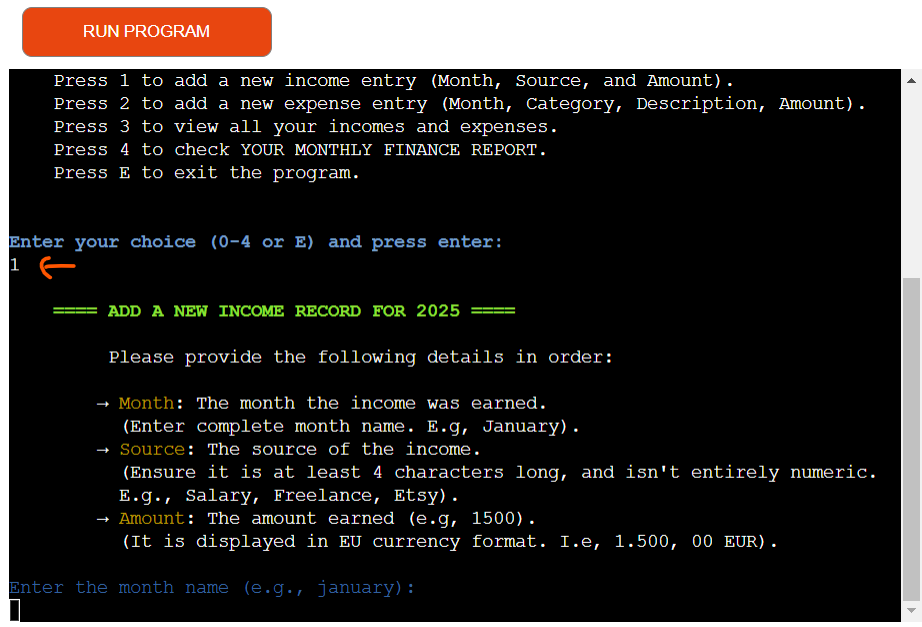 RUN PROGRAM
Press 1 to add a new income entry (Month, Source, and Amount).
Press 2 to add a new expense entry (Month, Category, Description, Amount).
Press 3 to view all your incomes and expenses.
Press 4 to check YOUR MONTHLY FINANCE REPORT.
Press E to exit the program.
Enter your choice (0-4 or E) and press enter:
1
==== ADD A NEW INCOME RECORD FOR 2025 ====
Please provide the following details in order:
→ Month: The month the income was earned.
(Enter complete month name. E.g, January).
→ Source: The source of the income.
(Ensure it is at least 4 characters long, and isn't entirely numeric.
E.g., Salary, Freelance, Etsy).
→ Amount: The amount earned (e.g, 1500).
(It is displayed in EU currency format. I.e, 1.500, 00 EUR).
Enter the month name (e.g., january):